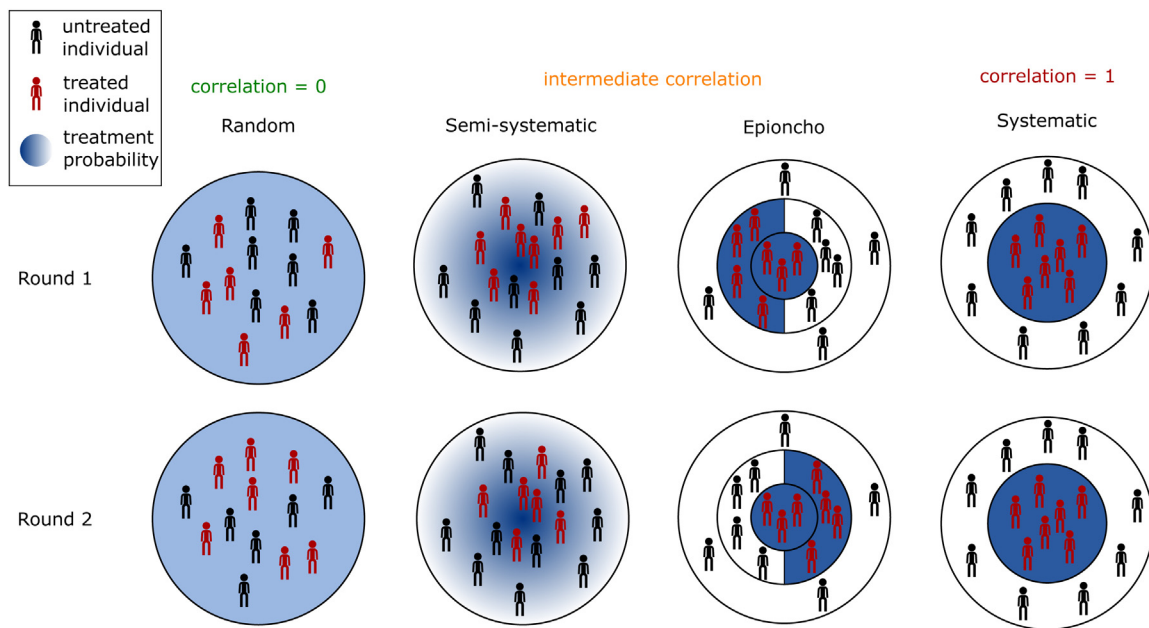 untreated
individual
treated
individual
treatment
probability
correlation = 0
intermediate correlation
correlation = 1
Random
Semi-systematic
Epioncho
Systematic
Round 1
Round 2